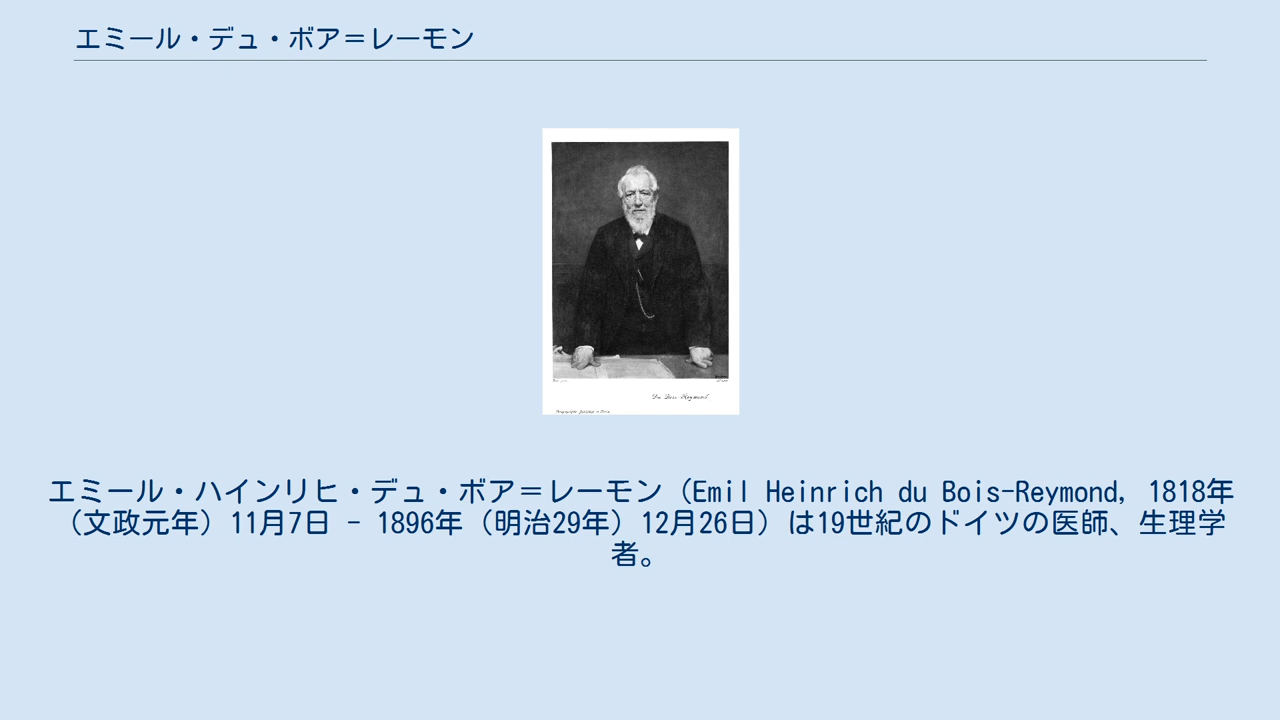 エミール・デュ・ボア＝レーモン
Du Bois-Reymond
エミール・ハインリヒ・デュ・ボア＝レーモン（Emil Heinrich du Bois-Reymond, 1818年
（文政元年）11月7日 - 1896年（明治29年）12月26日）は19世紀のドイツの医師、生理学
者。